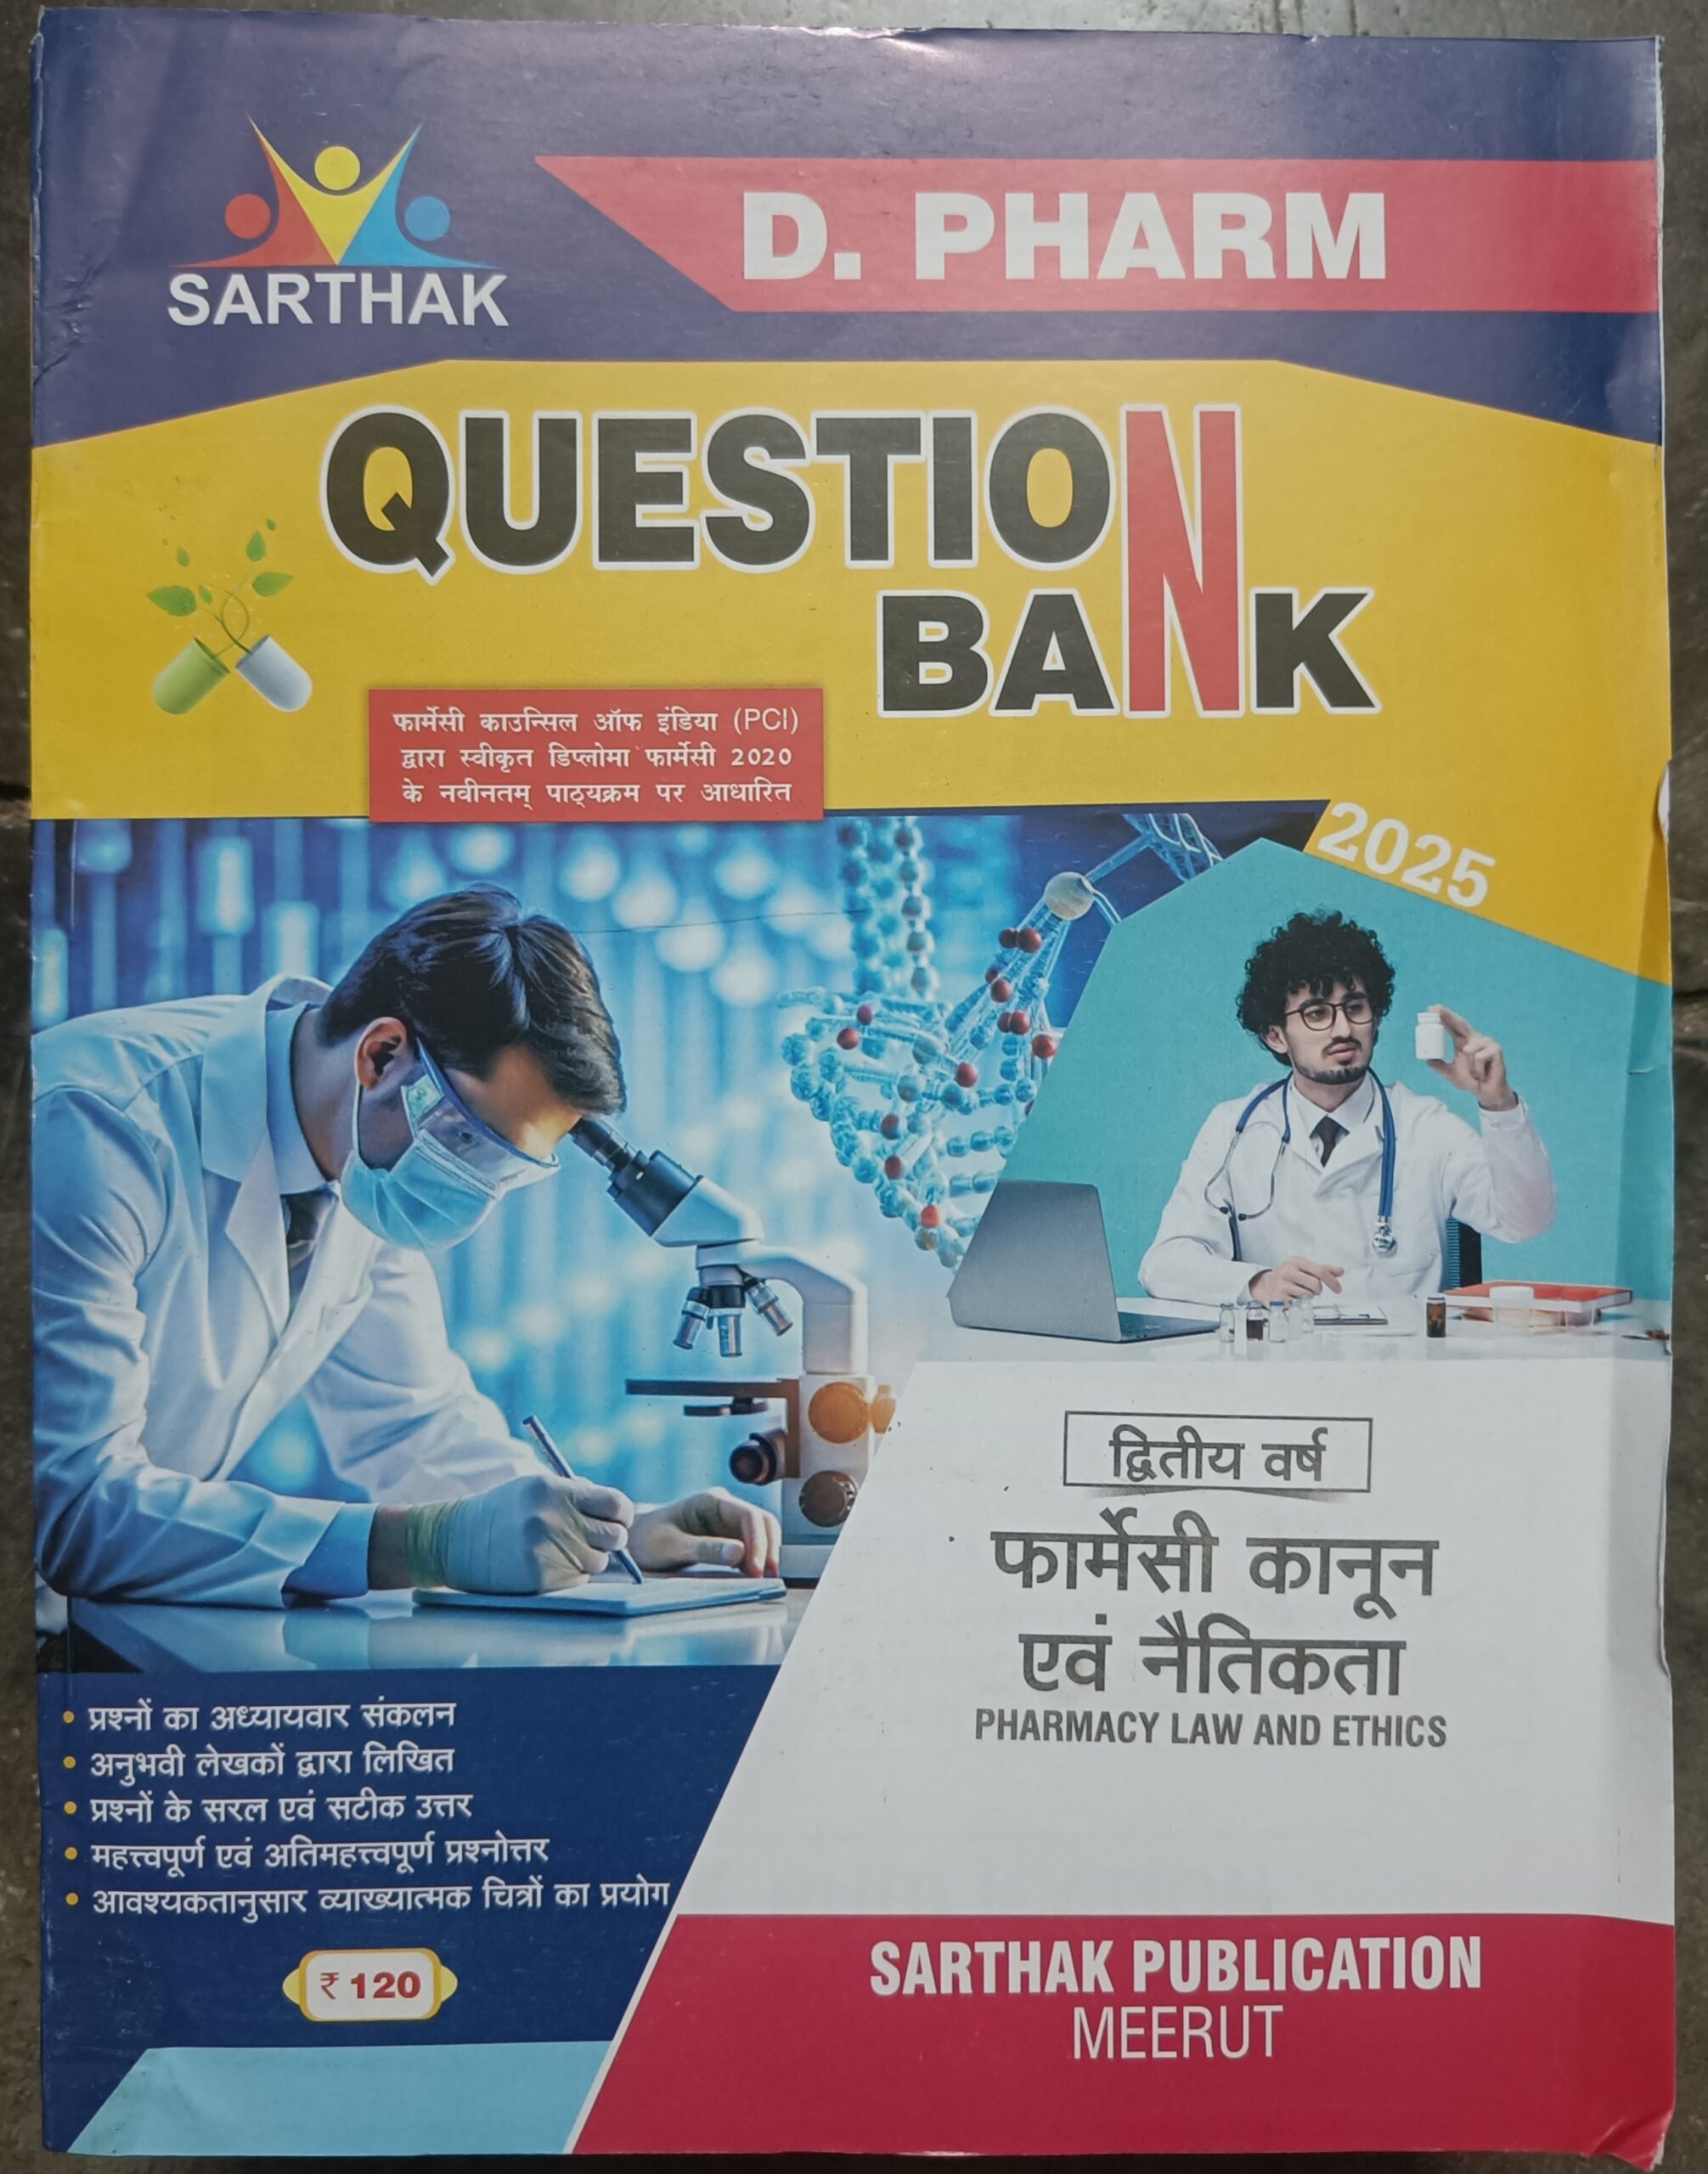 SARTHAK
D. PHARM
QUESTION
BANK
फार्मेसी काउन्सिल ऑफ इंडिया (PCI)
द्वारा स्वीकृत डिप्लोमा फार्मेसी 2020
के नवीनतम् पाठ्यक्रम पर आधारित
2025
द्वितीय वर्ष
फार्मेसी कानून
एवं नैतिकता
PHARMACY LAW AND ETHICS
• प्रश्नों का अध्यायवार संकलन
• अनुभवी लेखकों द्वारा लिखित
• प्रश्नों के सरल एवं सटीक उत्तर
• महत्त्वपूर्ण एवं अतिमहत्त्वपूर्ण प्रश्नोत्तर
• आवश्यकतानुसार व्याख्यात्मक चित्रों का प्रयोग
₹ 120
SARTHAK PUBLICATION
MEERUT